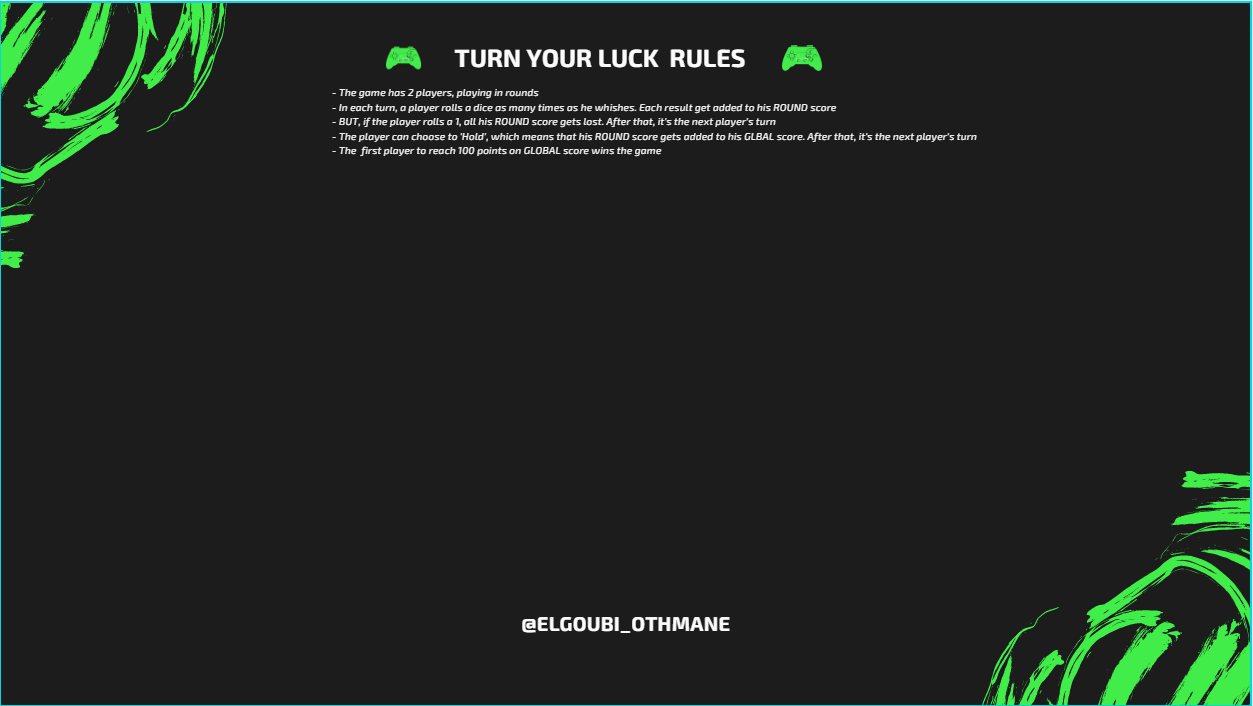 TURN YOUR LUCK RULES
- The game has 2 players, playing in rounds
- In each turn, a player rolls a dice as many times as he whishes. Each result get added to his ROUND score
- BUT, if the player rolls a 1, all his ROUND score gets lost. After that, it's the next player's turn
- The player can choose to 'Hold', which means that his ROUND score gets added to his GLBAL score. After that, it's the next player's turn
- The first player to reach 100 points on GLOBAL score wins the game
@ELGOUBI_OTHMANE